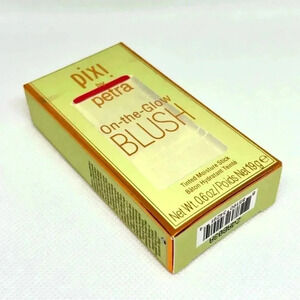 pixi
by
petra
On-the-Glow
BLUSH
Tinted Moisture Stick
Bâton Hydratant Teinté
Net Wt. 0.6oz/Poids Net 18g e